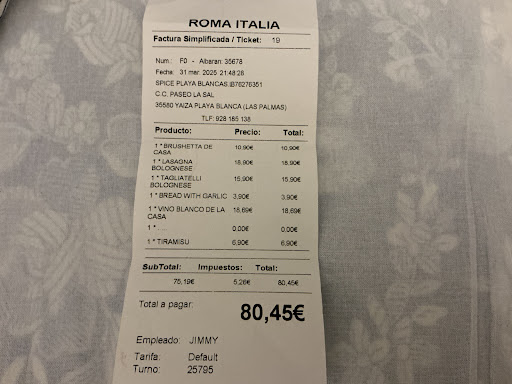 ROMA ITALIA
Factura Simplificada / Ticket: 19
Num.: F0 - Albaran: 35678
Fecha: 31 mar. 2025 21:48:28
SPICE PLAYA BLANCAS.IB76276351
C.C. PASEO LA SAL
35580 YAIZA PLAYA BLANCA (LAS PALMAS)
TLF: 928 185 138
Producto: Precio: Total:
1 * BRUSHETTA DE CASA 10,90€ 10,90€
1 * LASAGNA BOLOGNESE 18,90€ 18,90€
1 * TAGLIATELLI BOLOGNESE 15,90€ 15,90€
1 * BREAD WITH GARLIC 3,90€ 3,90€
1 * VINO BLANCO DE LA CASA 18,69€ 18,69€
1 * ... 0,00€ 0,00€
1 * TIRAMISU 6,90€ 6,90€
SubTotal: Impuestos: Total:
75,19€ 5,26€ 80,45€
Total a pagar: 80,45€
Empleado: JIMMY
Tarifa: Default
Turno: 25795